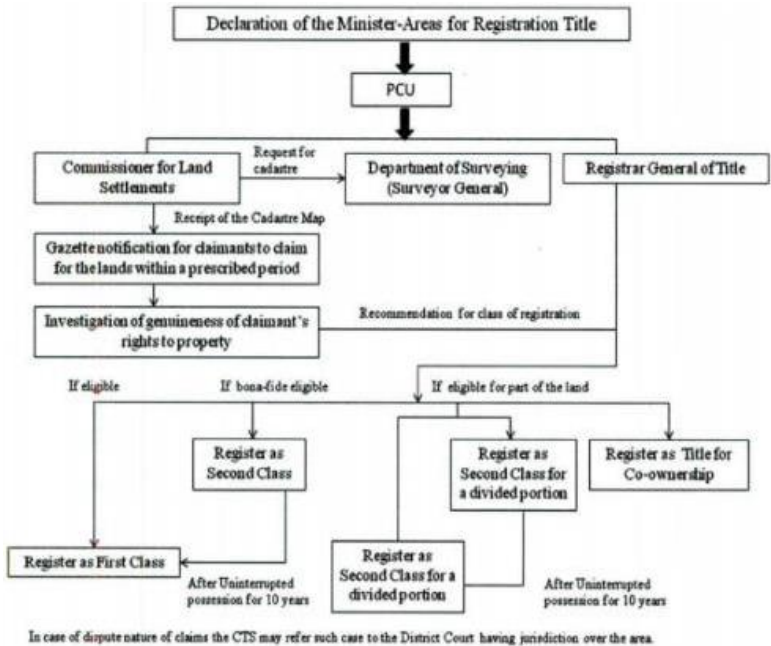 Declaration of the Minister-Areas for Registration Title
PCU
Commissioner for Land
Settlements
Request for
cadastre
Department of Surveying
(Surveyor General)
Registrar General of Title
Receipt of the Cadastre Map
Gazette notification for claimants to claim
for the lands within a prescribed period
Investigation of genuineness of claimant's
rights to property
Recommendation for class of registration
If eligible
If bona-fide eligible
If eligible for part of the land
Register as
Second Class
Register as
Second Class for
a divided portion
Register as Title for
Co-ownership
Register as First Class
After Uninterrupted
possession for 10 years
Register as
Second Class for a
divided portion
After Uninterrupted
possession for 10 years
In case of dispute nature of claims the CTS may refer such case to the District Court having jurisdiction over the area.